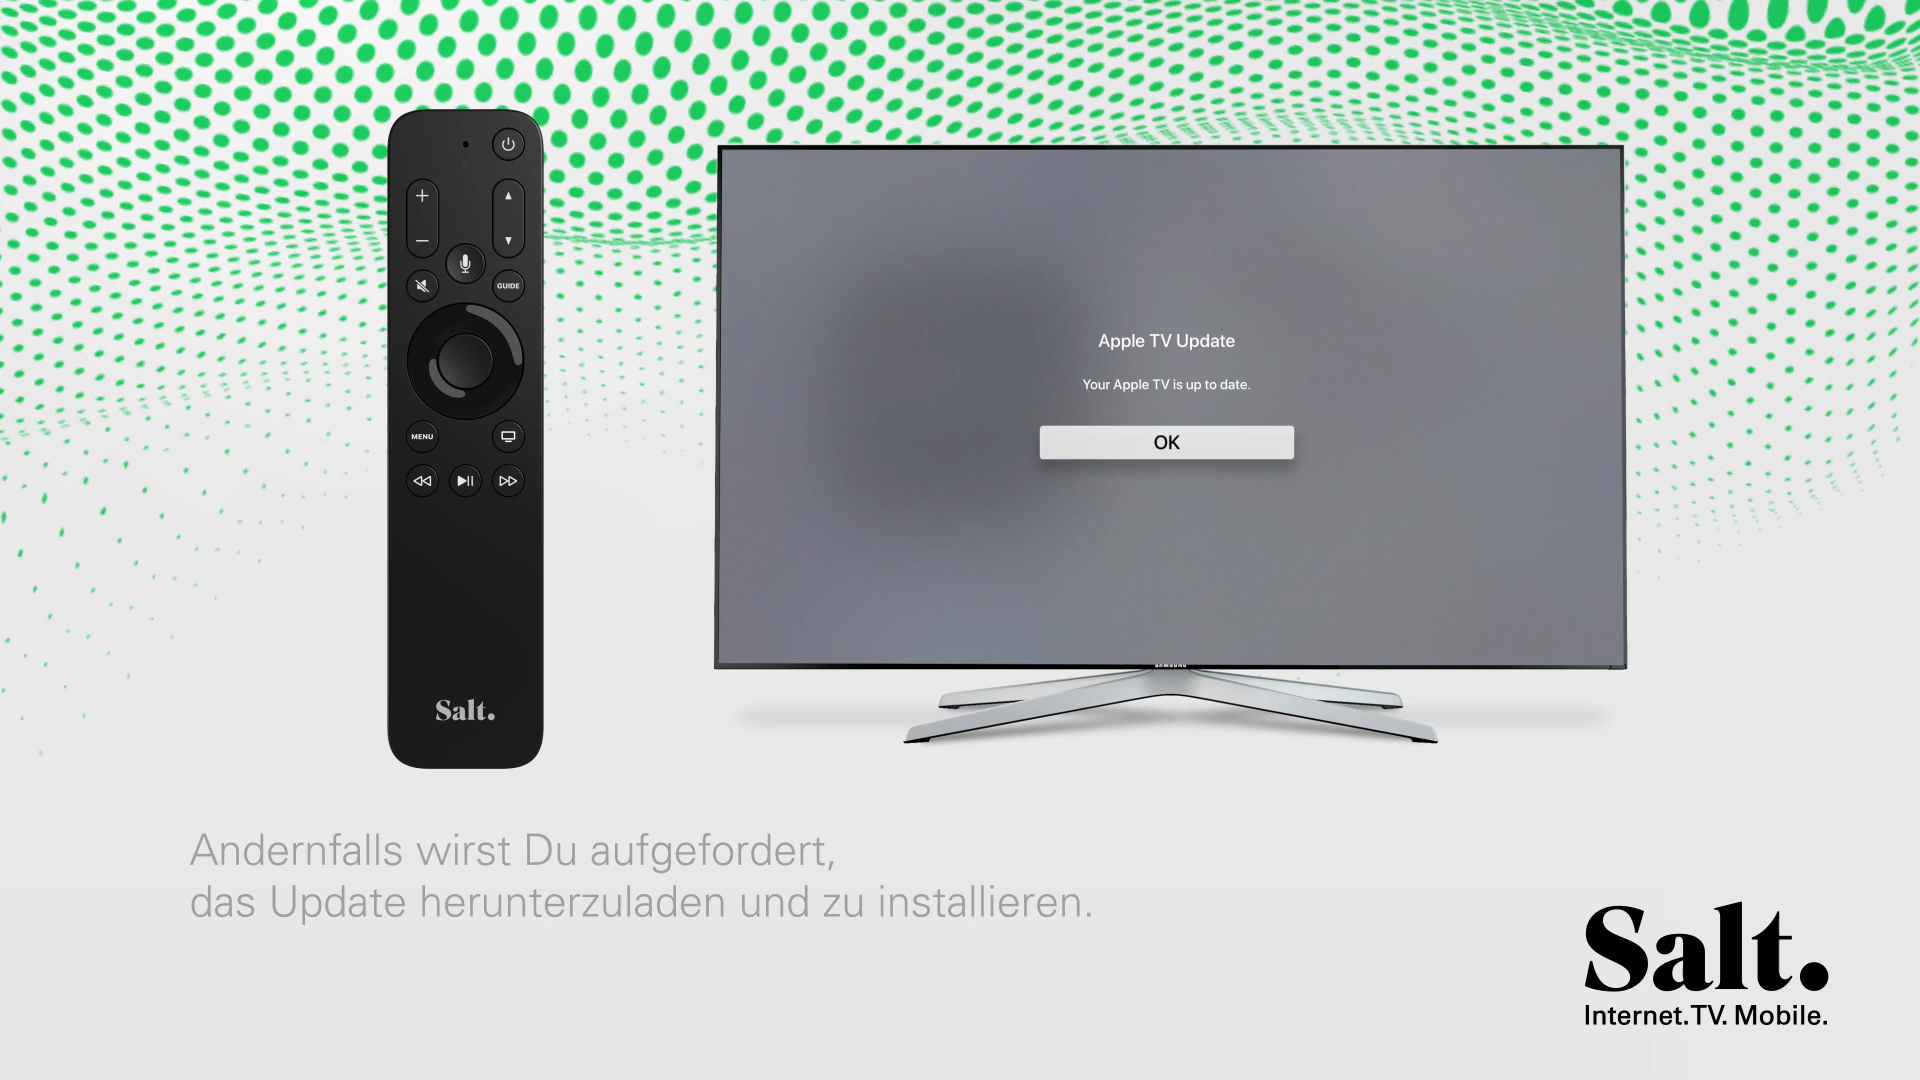 GUIDE
MENU
Salt.
Apple TV Update
Your Apple TV is up to date.
OK
SAMSUNG
Andernfalls wirst Du aufgefordert,
das Update herunterzuladen und zu installieren.
Salt.
Internet.TV. Mobile.